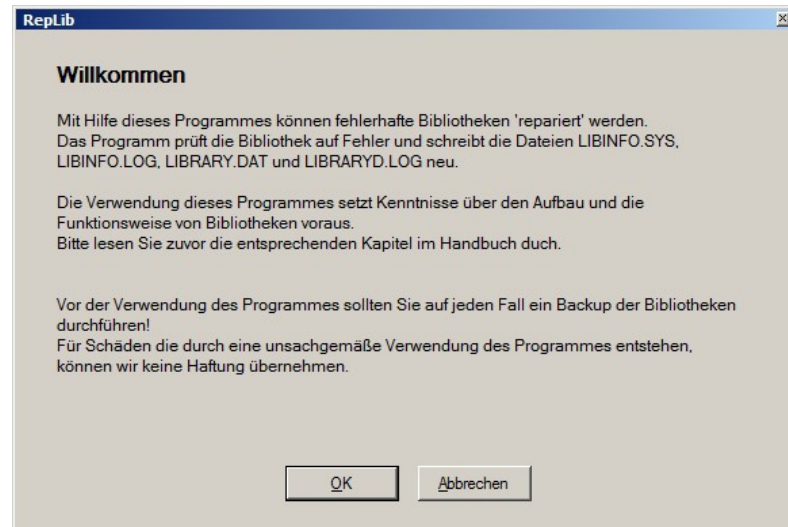 RepLib
Willkommen
Mit Hilfe dieses Programmes können fehlerhafte Bibliotheken 'repariert' werden.
Das Programm prüft die Bibliothek auf Fehler und schreibt die Dateien LIBINFO.SYS,
LIBINFO.LOG, LIBRARY.DAT und LIBRARYD.LOG neu.
Die Verwendung dieses Programmes setzt Kenntnisse über den Aufbau und die
Funktionsweise von Bibliotheken voraus.
Bitte lesen Sie zuvor die entsprechenden Kapitel im Handbuch duch.
Vor der Verwendung des Programmes sollten Sie auf jeden Fall ein Backup der Bibliotheken
durchführen!
Für Schäden die durch eine unsachgemäße Verwendung des Programmes entstehen,
können wir keine Haftung übernehmen.
OK Abbrechen